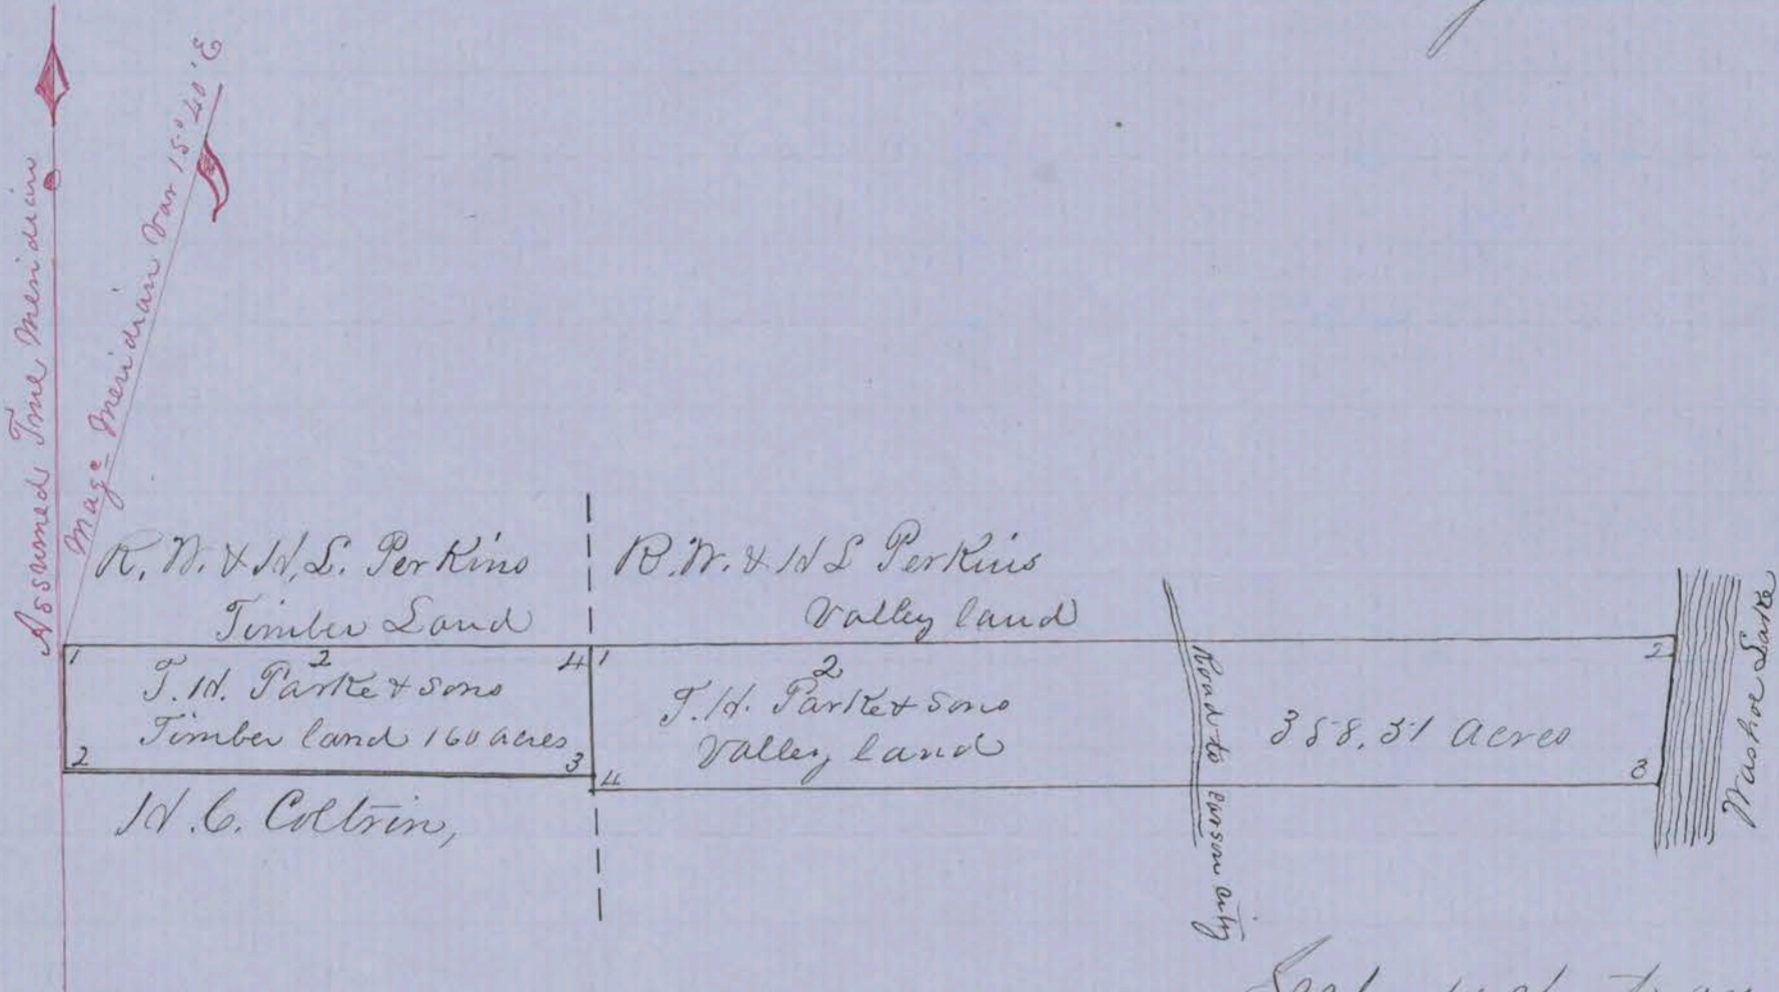 Assumed True Meridian
Mage Meridian Var 15°40'E
R. W. & H. L. Perkins
Timber Land
R. W. & H L Perkins
Valley land
1
2
4
T. H. Parke & Sons
Timber land 160 acres
2
3
H. C. Coltrin,
1
2
2
T. H. Parke & Sons
Valley land
358.51 acres
4
3
Road to Carson City
Washoe Lake